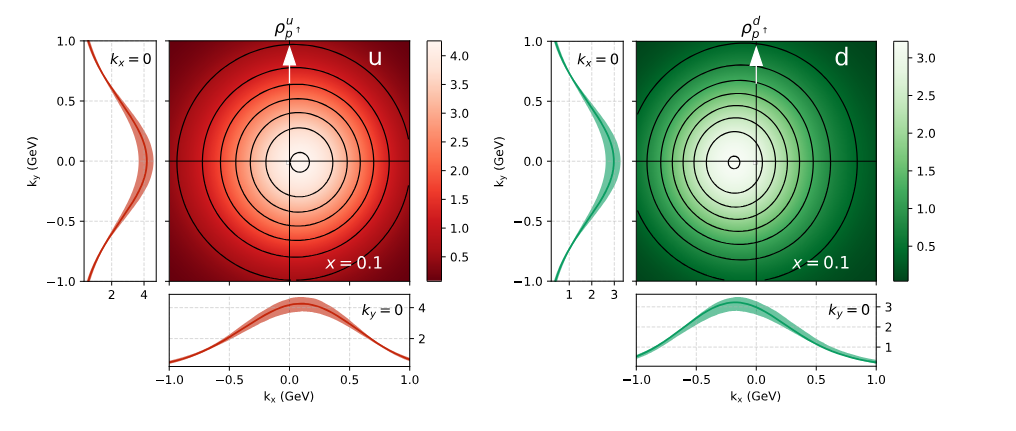 ρ^u_{p↑}
k_x = 0
u
x = 0.1
k_y (GeV)
1.0
0.5
0.0
−0.5
−1.0
2 4
4.0
3.5
3.0
2.5
2.0
1.5
1.0
0.5
k_y = 0
4
2
−1.0 −0.5 0.0 0.5 1.0
k_x (GeV)
ρ^d_{p↑}
k_x = 0
d
x = 0.1
k_y (GeV)
1.0
0.5
0.0
−0.5
−1.0
1 2 3
3.0
2.5
2.0
1.5
1.0
0.5
k_y = 0
3
2
1
−1.0 −0.5 0.0 0.5 1.0
k_x (GeV)